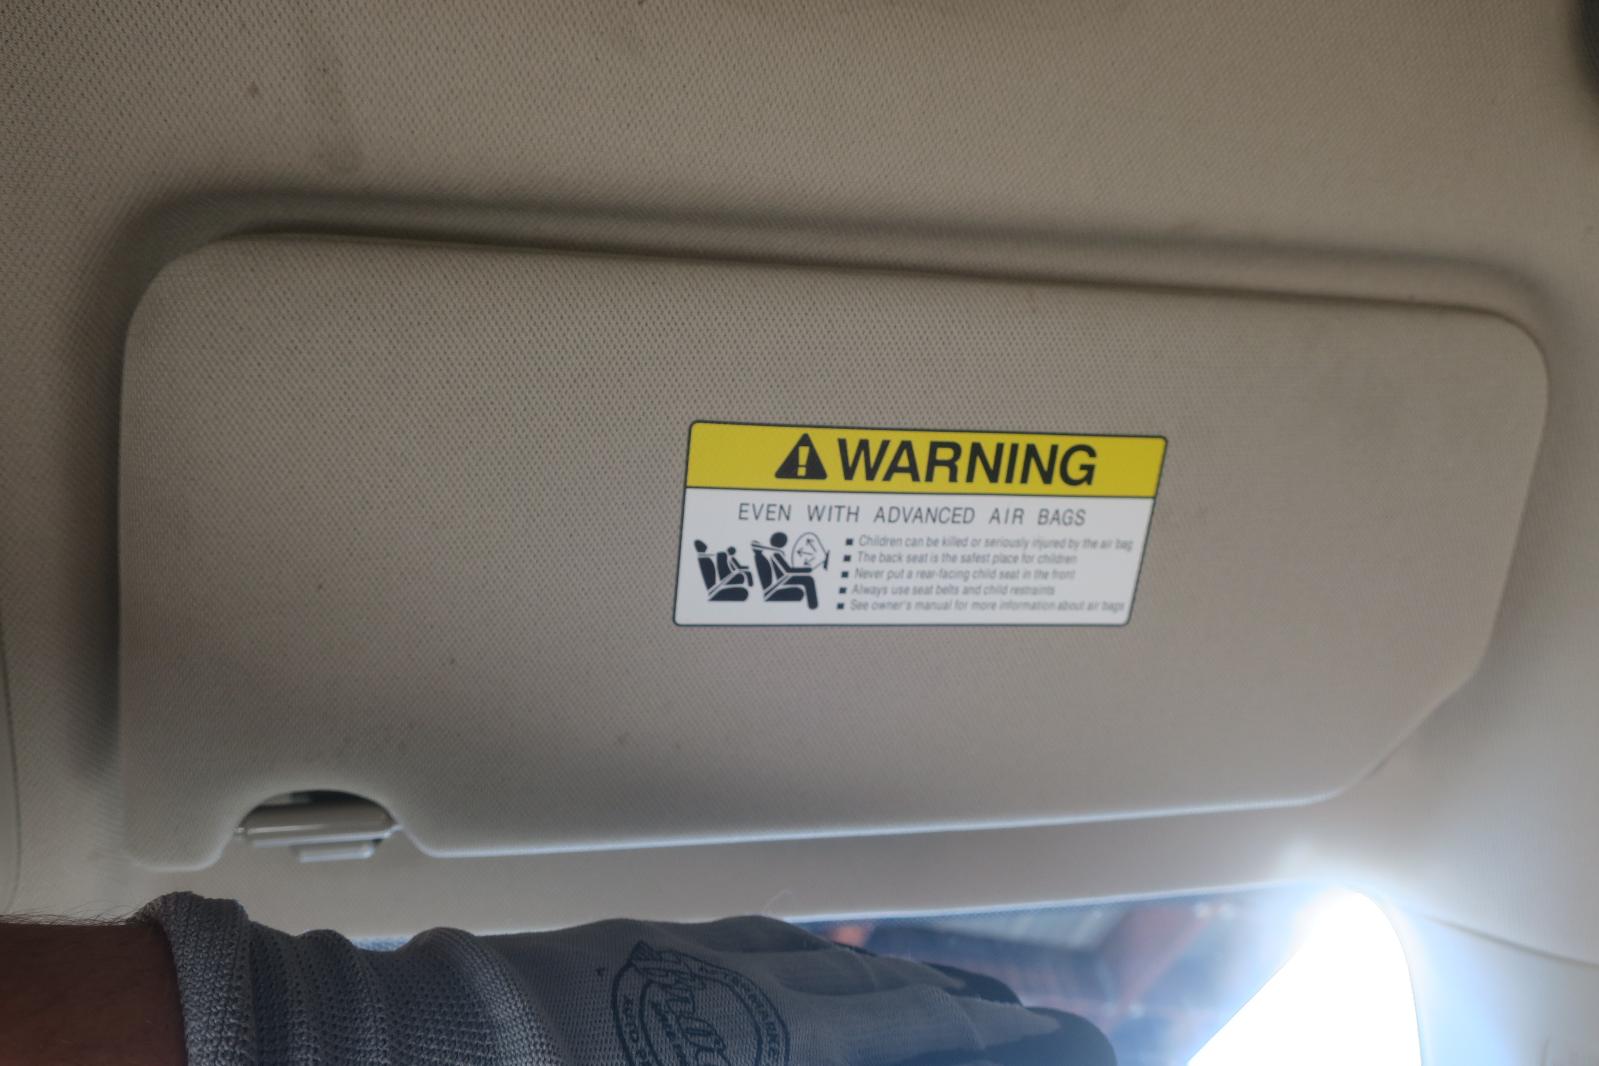 WARNING
EVEN WITH ADVANCED AIR BAGS
Children can be killed or seriously injured by the air bag
The back seat is the safest place for children
Never put a rear-facing child seat in the front
Always use seat belts and child restraints
See owner's manual for more information about air bags